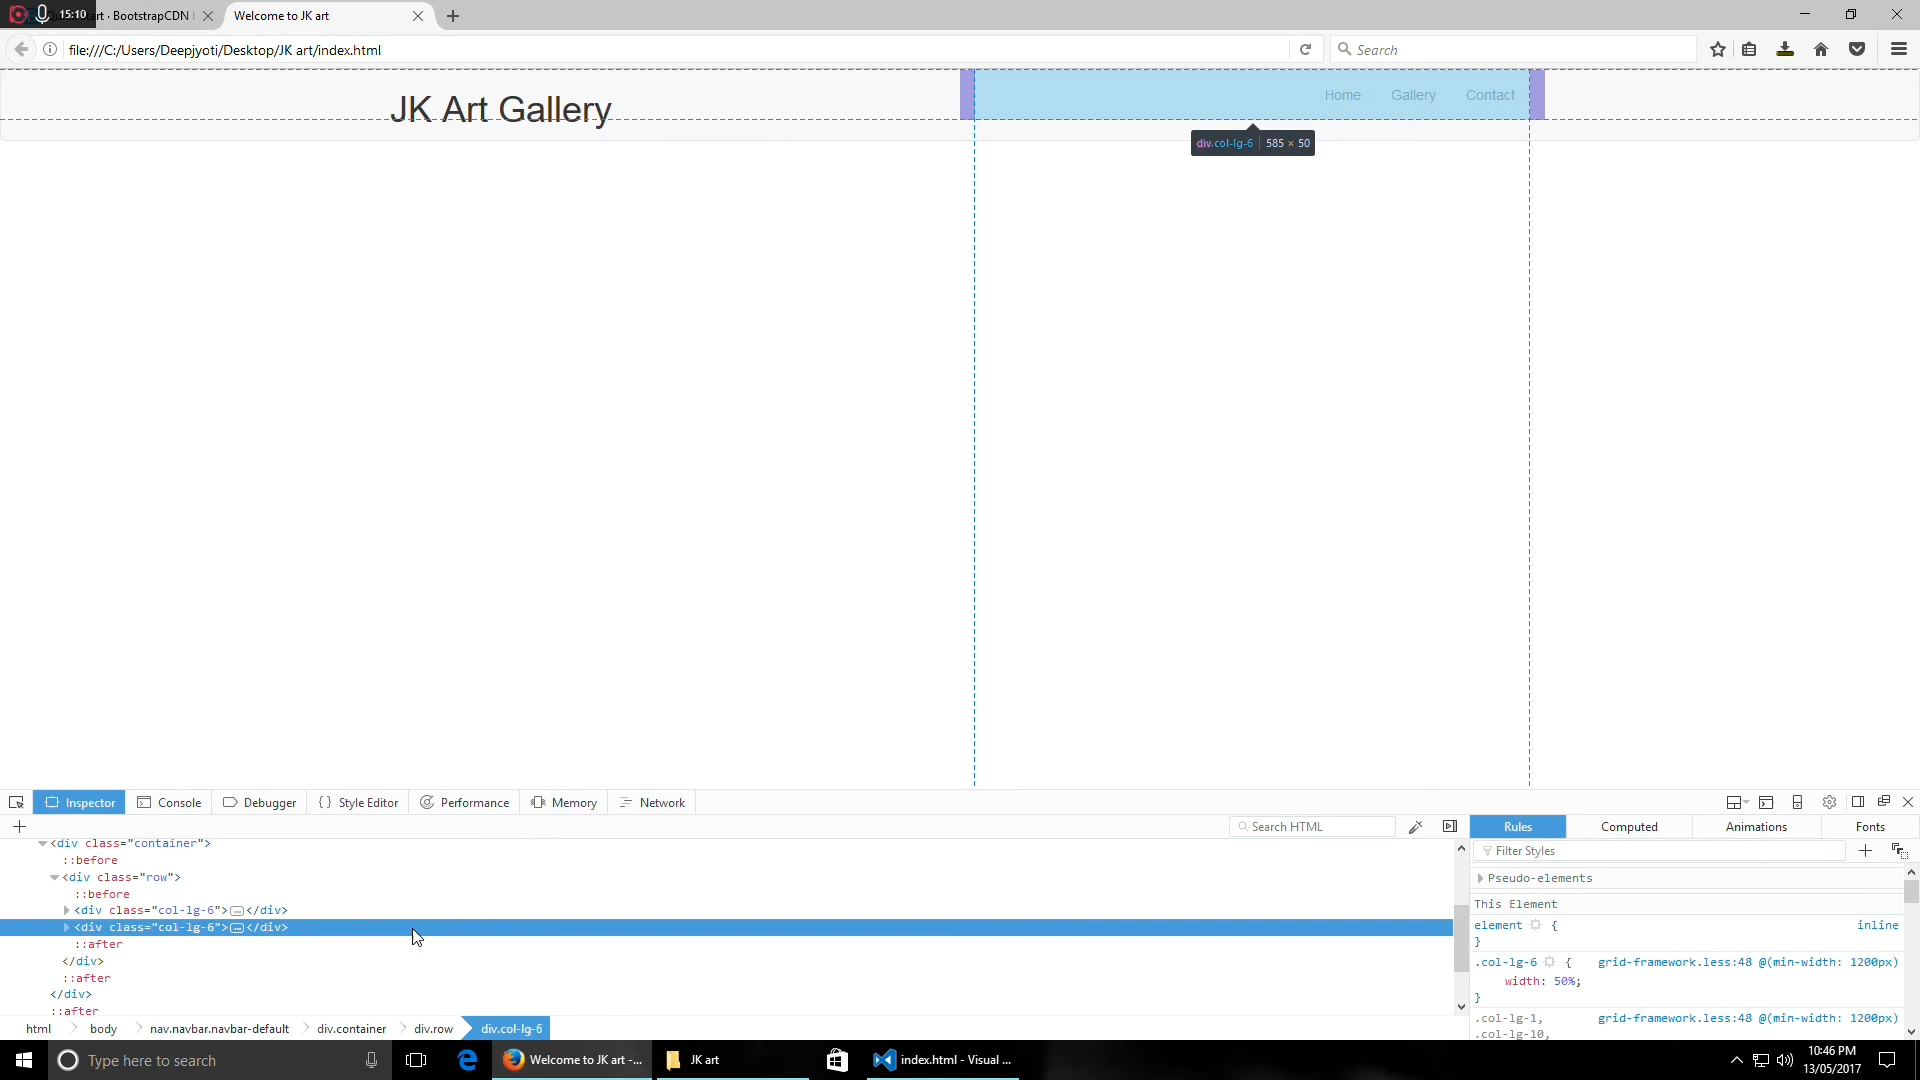 15:10
art · BootstrapCDN
Welcome to JK art
file:///C:/Users/Deepjyoti/Desktop/JK art/index.html
Search
JK Art Gallery
Home
Gallery
Contact
div.col-lg-6 | 585 × 50
Inspector
Console
Debugger
Style Editor
Performance
Memory
Network
Search HTML
Rules
Computed
Animations
Fonts
Filter Styles
<div class="container">
::before
<div class="row">
::before
<div class="col-lg-6">…</div>
<div class="col-lg-6">…</div>
::after
</div>
::after
</div>
::after
Pseudo-elements
This Element
element { inline
}
.col-lg-6 { grid-framework.less:48 @(min-width: 1200px)
width: 50%;
}
.col-lg-1, grid-framework.less:48 @(min-width: 1200px)
.col-lg-10,
html
body
nav.navbar.navbar-default
div.container
div.row
div.col-lg-6
Type here to search
Welcome to JK art -...
JK art
index.html - Visual ...
10:46 PM
13/05/2017